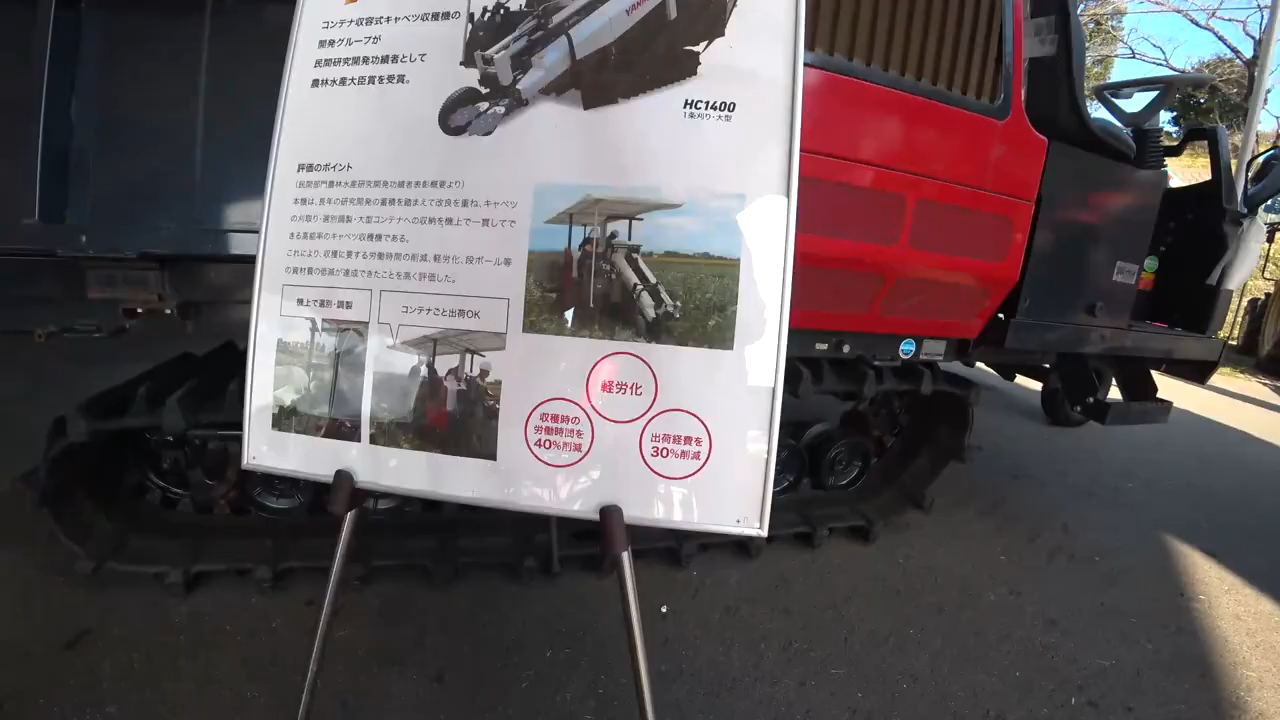 コンテナ収容式キャベツ収穫機の
開発グループが
民間研究開発功績者として
農林水産大臣賞を受賞。
YANM
HC1400
1条刈り・大型
評価のポイント
(民間部門農林水産研究開発功績者表彰概要より)
本機は、長年の研究開発の蓄積を踏まえて改良を重ね、キャベツ
の刈取り・選別調製・大型コンテナへの収納を機上で一貫してで
きる高能率のキャベツ収穫機である。
これにより、収穫に要する労働時間の削減、軽労化、段ボール等
の資材費の低減が達成できたことを高く評価した。
機上で選別・調製
コンテナごと出荷OK
軽労化
収穫時の
労働時間を
40%削減
出荷経費を
30%削減